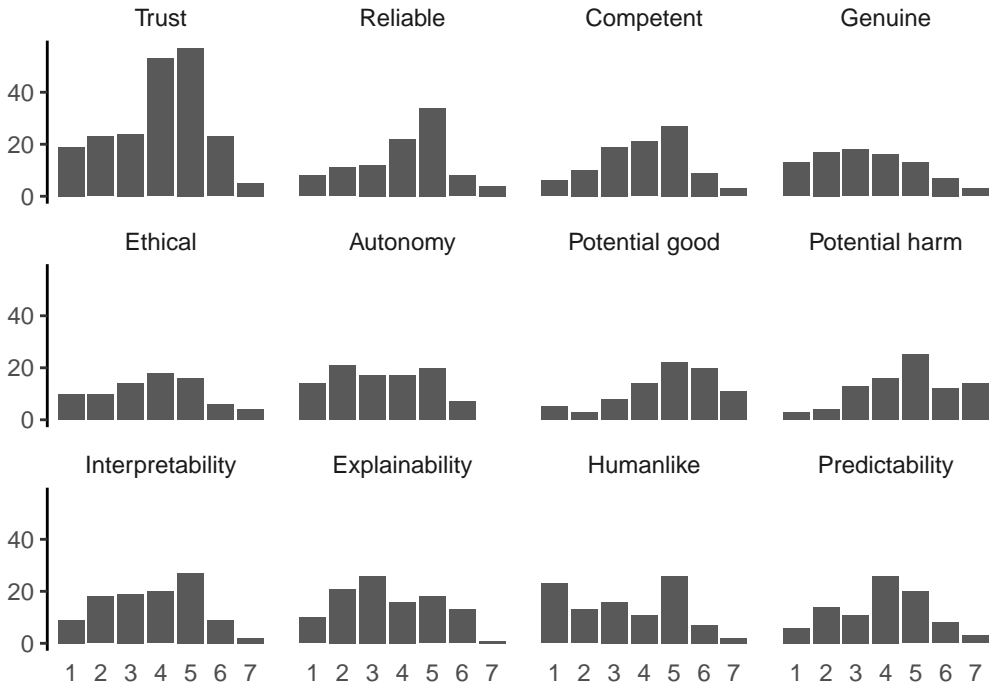 Trust Reliable Competent Genuine
40
20
0
Ethical Autonomy Potential good Potential harm
40
20
0
Interpretability Explainability Humanlike Predictability
40
20
0
1 2 3 4 5 6 7 1 2 3 4 5 6 7 1 2 3 4 5 6 7 1 2 3 4 5 6 7